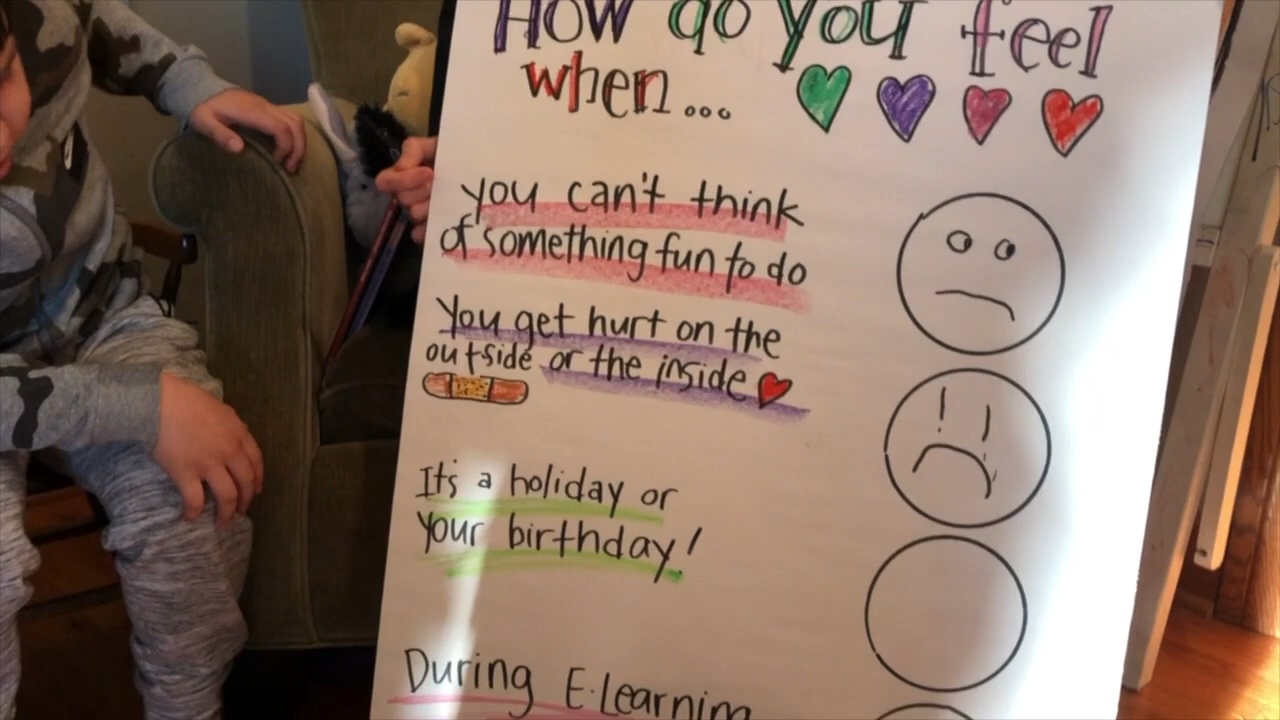 How do you feel
when...
you can't think
of something fun to do
You get hurt on the
outside or the inside
It's a holiday or
your birthday!
During E-Learning